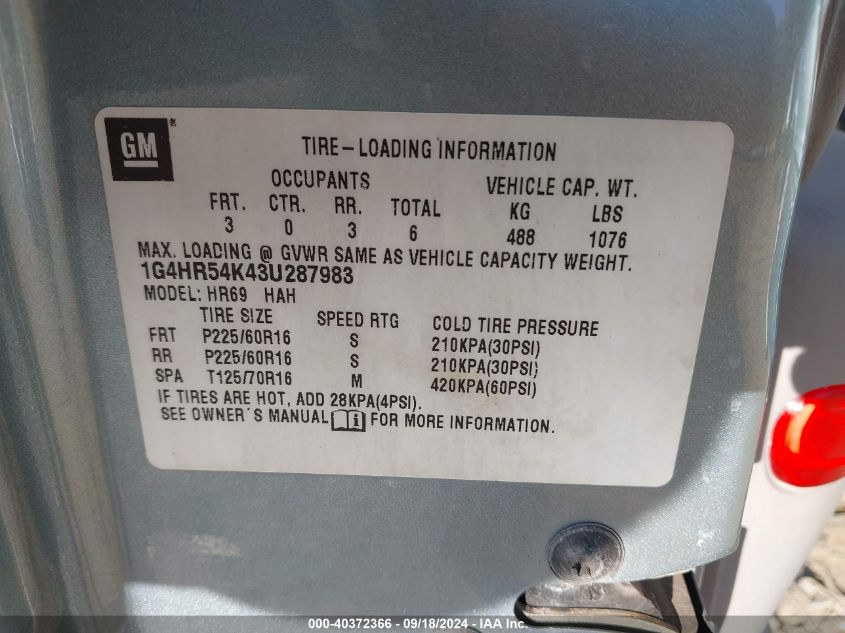 GM®
TIRE-LOADING INFORMATION
OCCUPANTS VEHICLE CAP. WT.
FRT. CTR. RR. TOTAL KG LBS
3 0 3 6 488 1076
MAX. LOADING @ GVWR SAME AS VEHICLE CAPACITY WEIGHT.
1G4HR54K43U287983
MODEL: HR69 HAH
TIRE SIZE SPEED RTG COLD TIRE PRESSURE
FRT P225/60R16 S 210KPA(30PSI)
RR P225/60R16 S 210KPA(30PSI)
SPA T125/70R16 M 420KPA(60PSI)
IF TIRES ARE HOT, ADD 28KPA(4PSI).
SEE OWNER'S MANUAL i FOR MORE INFORMATION.
000-40372366 - 09/18/2024 - IAA Inc.